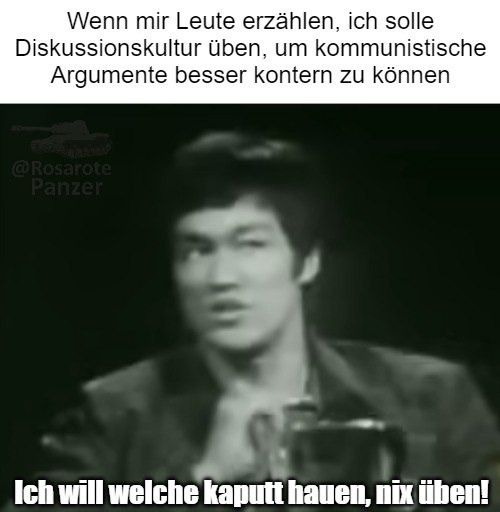 Wenn mir Leute erzählen, ich solle
Diskussionskultur üben, um kommunistische
Argumente besser kontern zu können
@Rosarote
Panzer
Ich will welche kaputt hauen, nix üben!